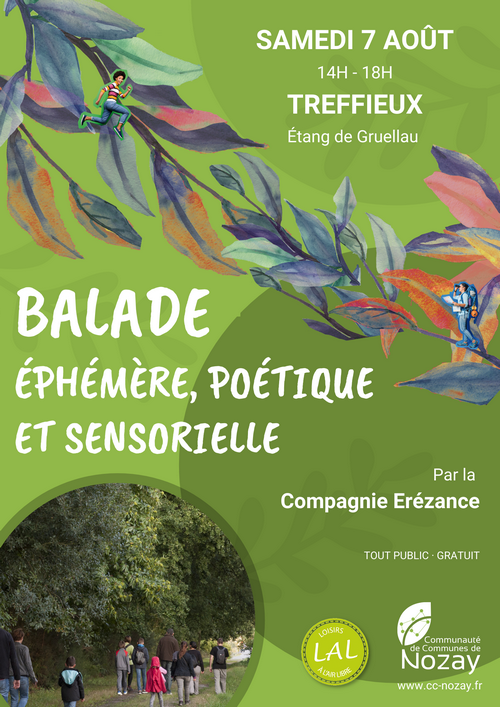 SAMEDI 7 AOÛT
14H - 18H
TREFFIEUX
Étang de Gruellau
BALADE
ÉPHÉMÈRE, POÉTIQUE
ET SENSORIELLE
Par la
Compagnie Erézance
TOUT PUBLIC · GRATUIT
LOISIRS
LAL
À L'AIR LIBRE
Communauté
de Communes de
Nozay
www.cc-nozay.fr